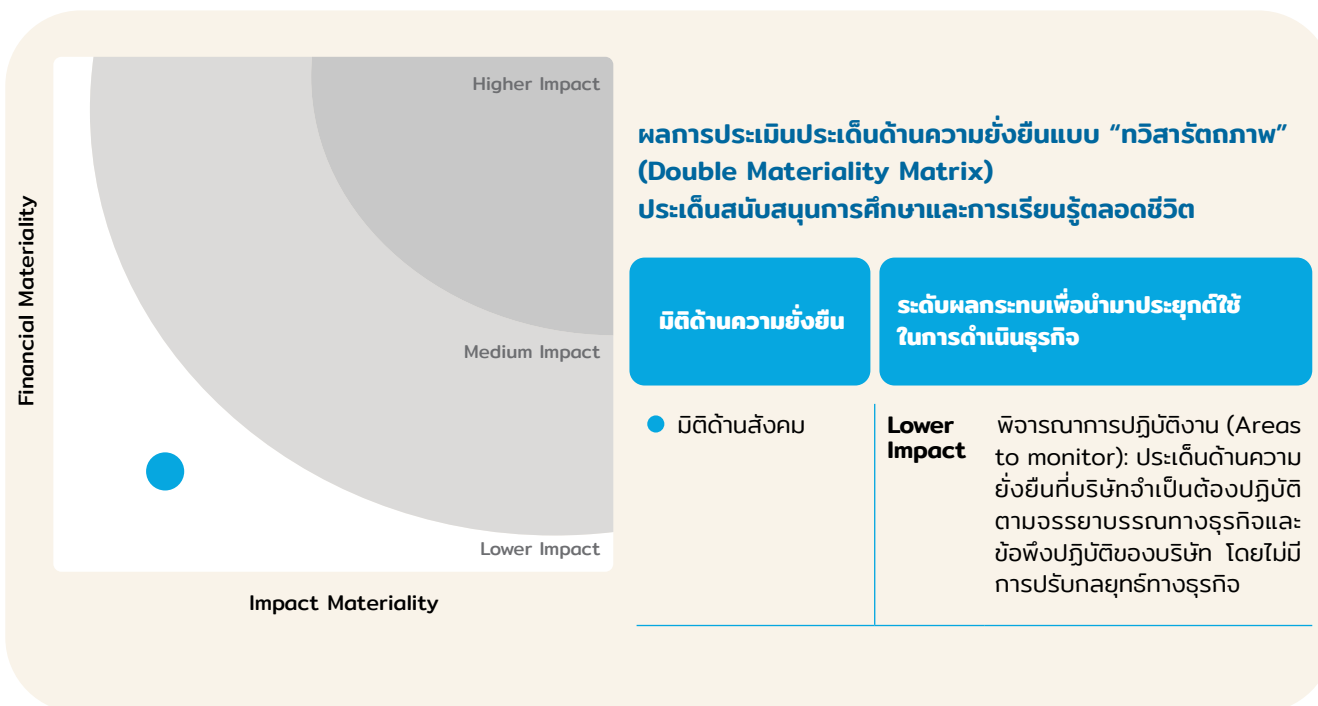 Higher Impact
Medium Impact
Lower Impact
Financial Materiality
Impact Materiality
ผลการประเมินประเด็นด้านความยั่งยืนแบบ “ทวิสารัตถภาพ”
(Double Materiality Matrix)
ประเด็นสนับสนุนการศึกษาและการเรียนรู้ตลอดชีวิต
มิติด้านความยั่งยืน
ระดับผลกระทบเพื่อนำมาประยุกต์ใช้
ในการดำเนินธุรกิจ
มิติด้านสังคม
Lower
Impact
พิจารณาการปฏิบัติงาน (Areas
to monitor): ประเด็นด้านความ
ยั่งยืนที่บริษัทจำเป็นต้องปฏิบัติ
ตามจรรยาบรรณทางธุรกิจและ
ข้อพึงปฏิบัติของบริษัท โดยไม่มี
การปรับกลยุทธ์ทางธุรกิจ